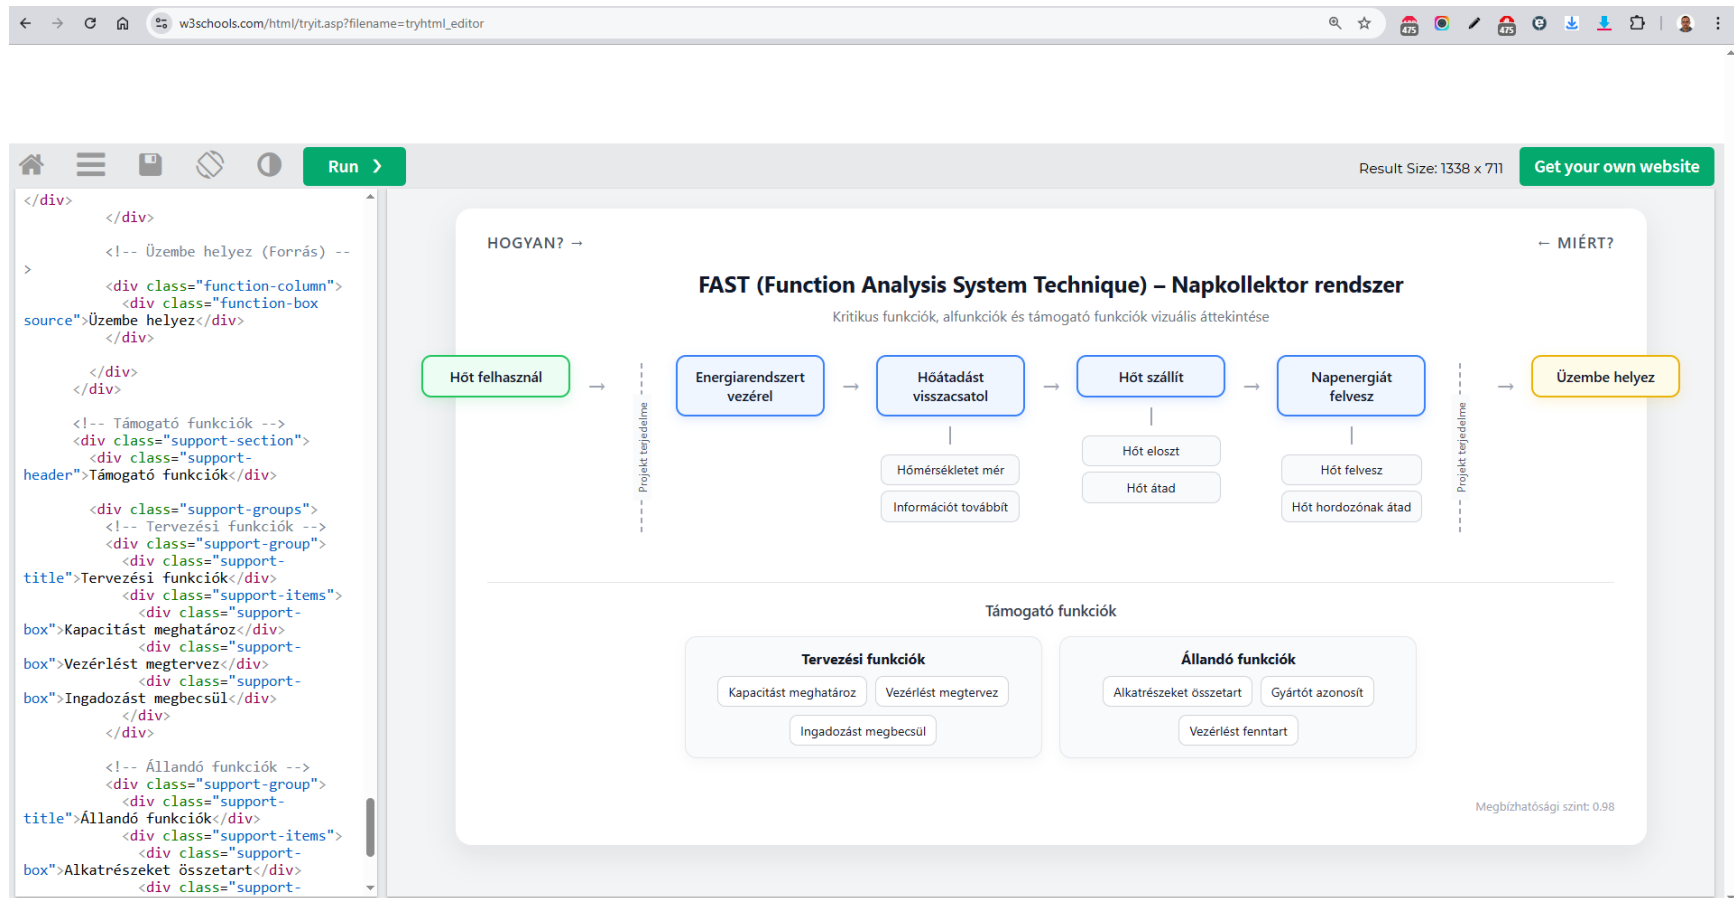 w3schools.com/html/tryit.asp?filename=tryhtml_editor
475
475
Run ❯
Result Size: 1338 x 711
Get your own website
</div>
</div>
<!-- Üzembe helyez (Forrás) --
>
<div class="function-column">
<div class="function-box
source">Üzembe helyez</div>
</div>
</div>
</div>
<!-- Támogató funkciók -->
<div class="support-section">
<div class="support-
header">Támogató funkciók</div>
<div class="support-groups">
<!-- Tervezési funkciók -->
<div class="support-group">
<div class="support-
title">Tervezési funkciók</div>
<div class="support-items">
<div class="support-
box">Kapacitást meghatároz</div>
<div class="support-
box">Vezérlést megtervez</div>
<div class="support-
box">Ingadozást megbecsül</div>
</div>
</div>
<!-- Állandó funkciók -->
<div class="support-group">
<div class="support-
title">Állandó funkciók</div>
<div class="support-items">
<div class="support-
box">Alkatrészeket összetart</div>
<div class="support-
HOGYAN? →
← MIÉRT?
FAST (Function Analysis System Technique) – Napkollektor rendszer
Kritikus funkciók, alfunkciók és támogató funkciók vizuális áttekintése
Hőt felhasznál
→
Projekt terjedelme
Energiarendszert
vezérel
→
Hőátadást
visszacsatol
Hőmérsékletet mér
Információt továbbít
→
Hőt szállít
Hőt eloszt
Hőt átad
→
Napenergiát
felvesz
Hőt felvesz
Hőt hordozónak átad
Projekt terjedelme
→
Üzembe helyez
Támogató funkciók
Tervezési funkciók
Kapacitást meghatároz
Vezérlést megtervez
Ingadozást megbecsül
Állandó funkciók
Alkatrészeket összetart
Gyártót azonosít
Vezérlést fenntart
Megbízhatósági szint: 0.98